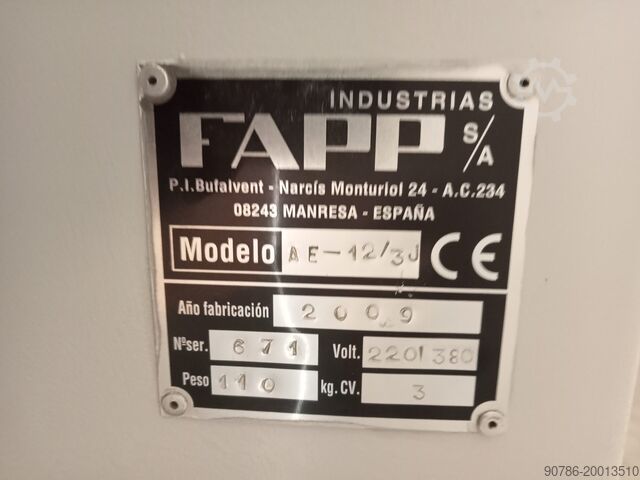 INDUSTRIAS
FAPP S/A
P.I.Bufalvent - Narcís Monturiol 24 - A.C.234
08243 MANRESA - ESPAÑA
Modelo AE-12/3J CE
Año fabricación 2009
Nºser. 671 Volt. 220/380
Peso 110 kg. CV. 3
90786-20013510